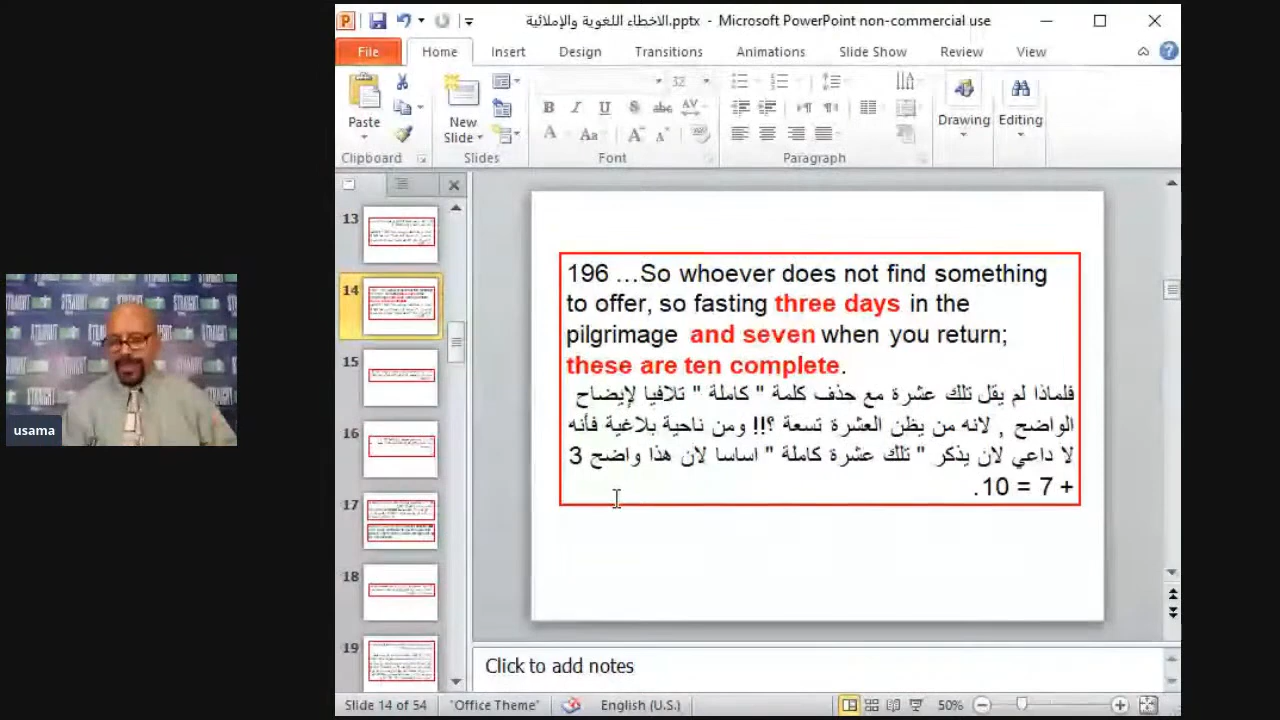 الاخطاء اللغوية والإملائية.pptx - Microsoft PowerPoint non-commercial use
File Home Insert Design Transitions Animations Slide Show Review View
32
Paste
New Slide
Drawing
Editing
Clipboard Slides Font Paragraph
13
14
15
16
17
18
19
usama
196 ...So whoever does not find something
to offer, so fasting three days in the
pilgrimage and seven when you return;
these are ten complete.
فلماذا لم يقل تلك عشرة مع حذف كلمة " كاملة " تلافيا لإيضاح
الواضح , لانه من يظن العشرة تسعة ؟!! ومن ناحية بلاغية فأنه
لا داعي لان يذكر " تلك عشرة كاملة " اساسا لان هذا واضح 3
+ 7 = 10.
Click to add notes
Slide 14 of 54 "Office Theme" English (U.S.) 50%